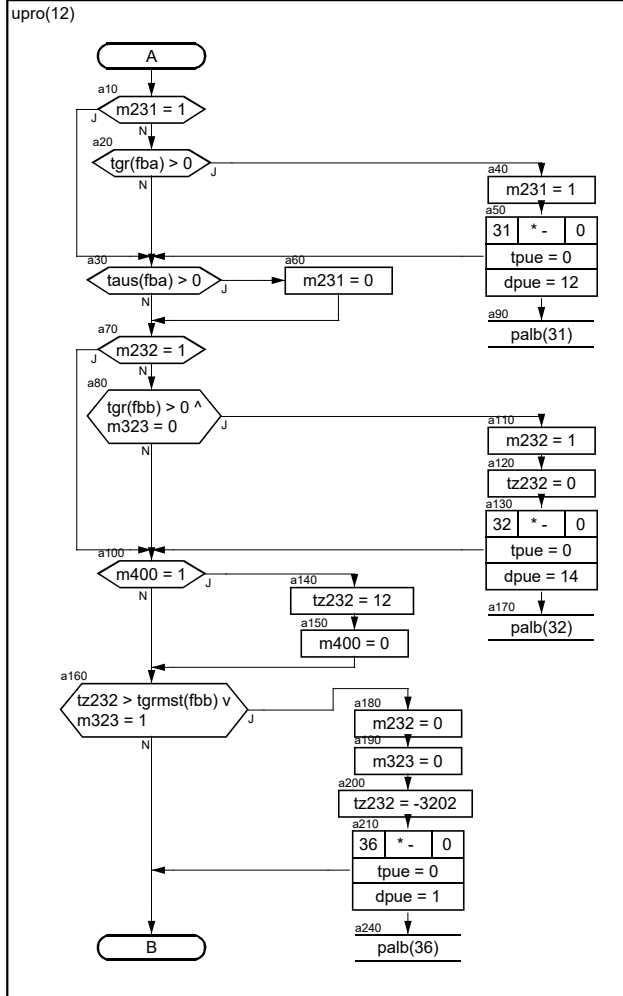 upro(12)
A
a10
m231 = 1
J
N
a20
tgr(fba) > 0
J
N
a40
m231 = 1
a50
31 * - 0
tpue = 0
dpue = 12
a90
palb(31)
a30
taus(fba) > 0
J
N
a60
m231 = 0
a70
m232 = 1
J
N
a80
tgr(fbb) > 0 ^
m323 = 0
J
N
a110
m232 = 1
a120
tz232 = 0
a130
32 * - 0
tpue = 0
dpue = 14
a170
palb(32)
a100
m400 = 1
J
N
a140
tz232 = 12
a150
m400 = 0
a160
tz232 > tgrmst(fbb) v
m323 = 1
J
N
a180
m232 = 0
a190
m323 = 0
a200
tz232 = -3202
a210
36 * - 0
tpue = 0
dpue = 1
a240
palb(36)
B